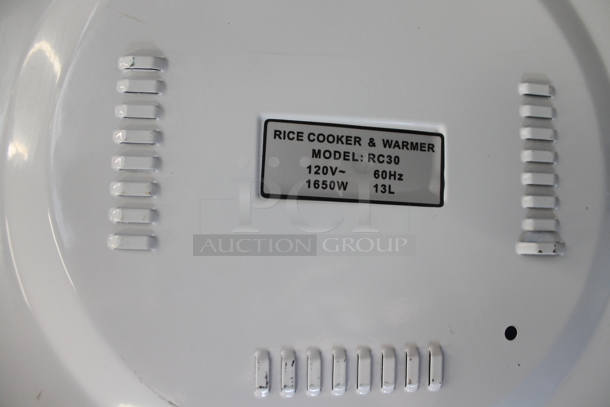 RICE COOKER & WARMER
MODEL: RC30
120V~ 60Hz
1650W 13L
PCI
AUCTION GROUP